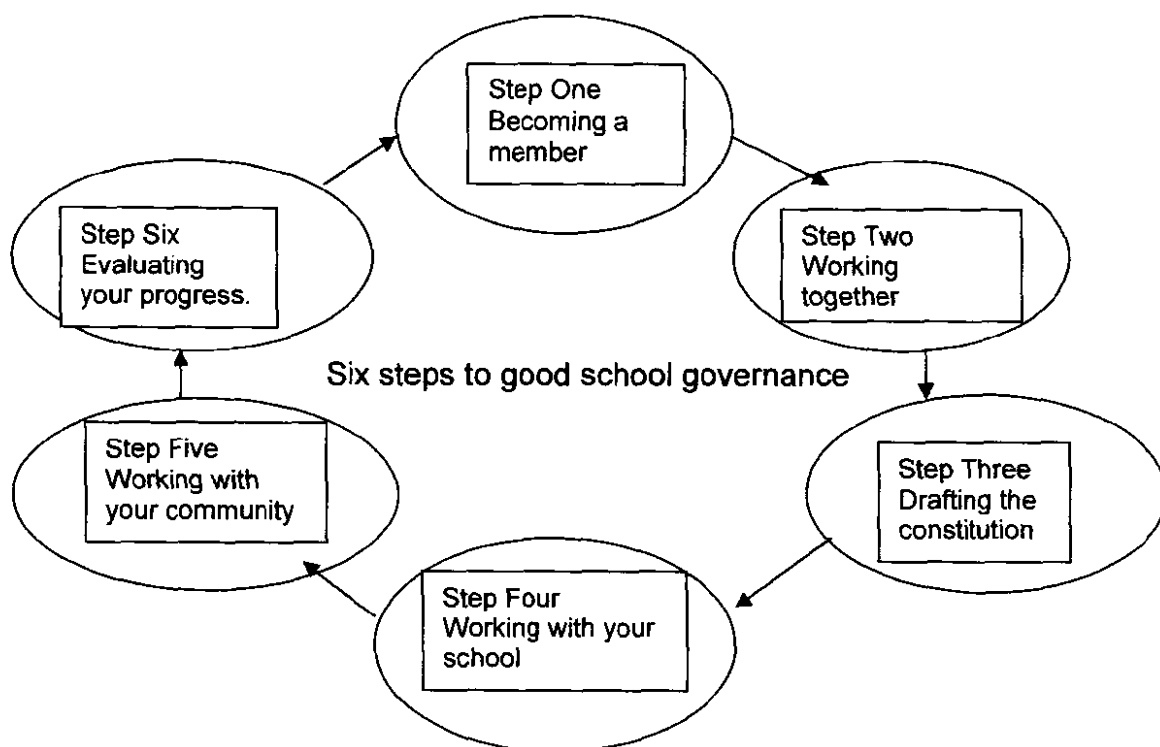 Step One
Becoming a
member
Step Two
Working
together
Step Three
Drafting the
constitution
Step Four
Working with your
school
Step Five
Working with
your community
Step Six
Evaluating
your progress.
Six steps to good school governance